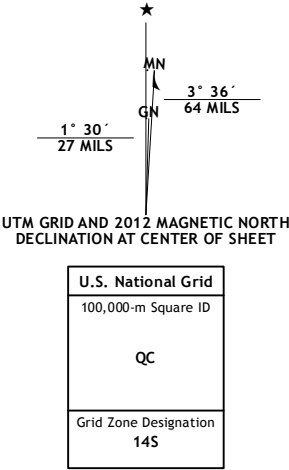 ★
MN
3° 36´
64 MILS
GN
1° 30´
27 MILS
UTM GRID AND 2012 MAGNETIC NORTH
DECLINATION AT CENTER OF SHEET
U.S. National Grid
100,000-m Square ID
QC
Grid Zone Designation
14S